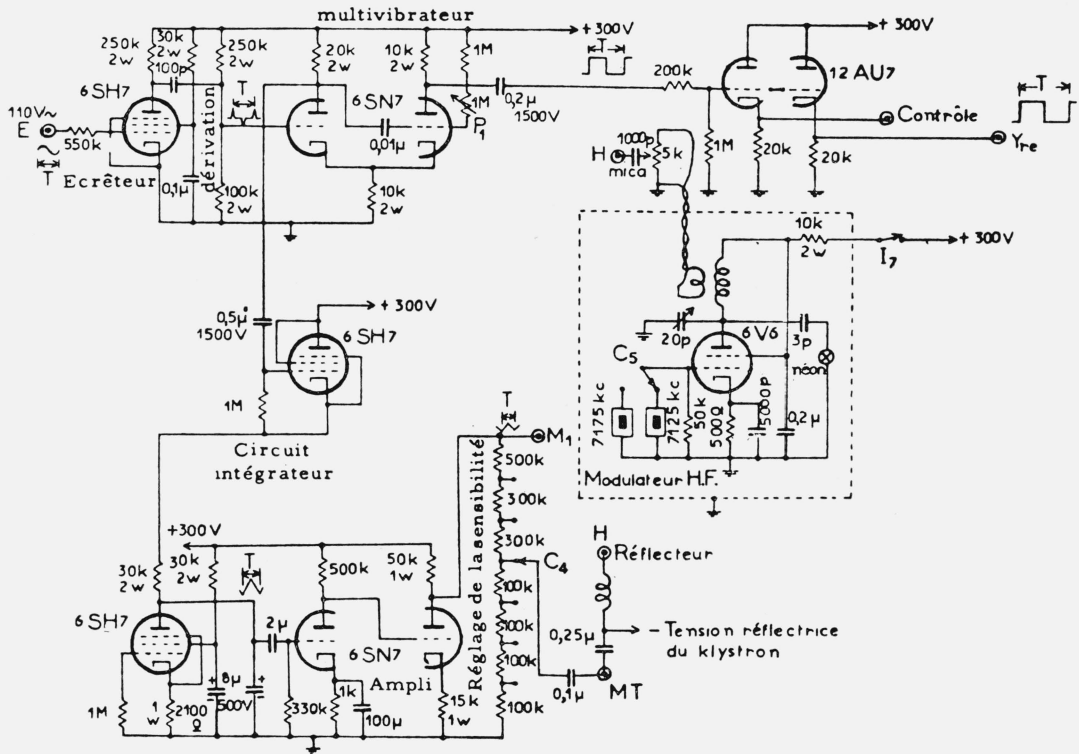 multivibrateur
+300V
250k
2w
30k
2w
250k
2w
20k
2w
10k
2w
1M
100p
6SH7
110V~
E
T
550k
Ecrêteur
dérivation
T
0,1µ
100k
2w
6SN7
0,01µ
10k
2w
1M
P1
0,2µ
1500V
T
200k
1M
12AU7
+300V
20k
20k
Contrôle
Yre
T
H
1000p
mica
5k
10k
2w
I7
+300V
20p
6V6
3p
néon
C5
7175 kc
7125 kc
50k
500Ω
5000p
0,2µ
Modulateur H.F.
+300V
0,5µ
1500V
6SH7
1M
Circuit
intégrateur
T
M1
Réglage de la sensibilité
500k
300k
300k
100k
100k
100k
100k
C4
H
Réflecteur
0,25µ
- Tension réflectrice
du klystron
0,1µ
MT
+300V
30k
2w
30k
2w
T
6SH7
1M
1
w
2100
Ω
8µ
500V
2µ
330k
500k
6SN7
Ampli
1k
100µ
50k
1w
15k
1w